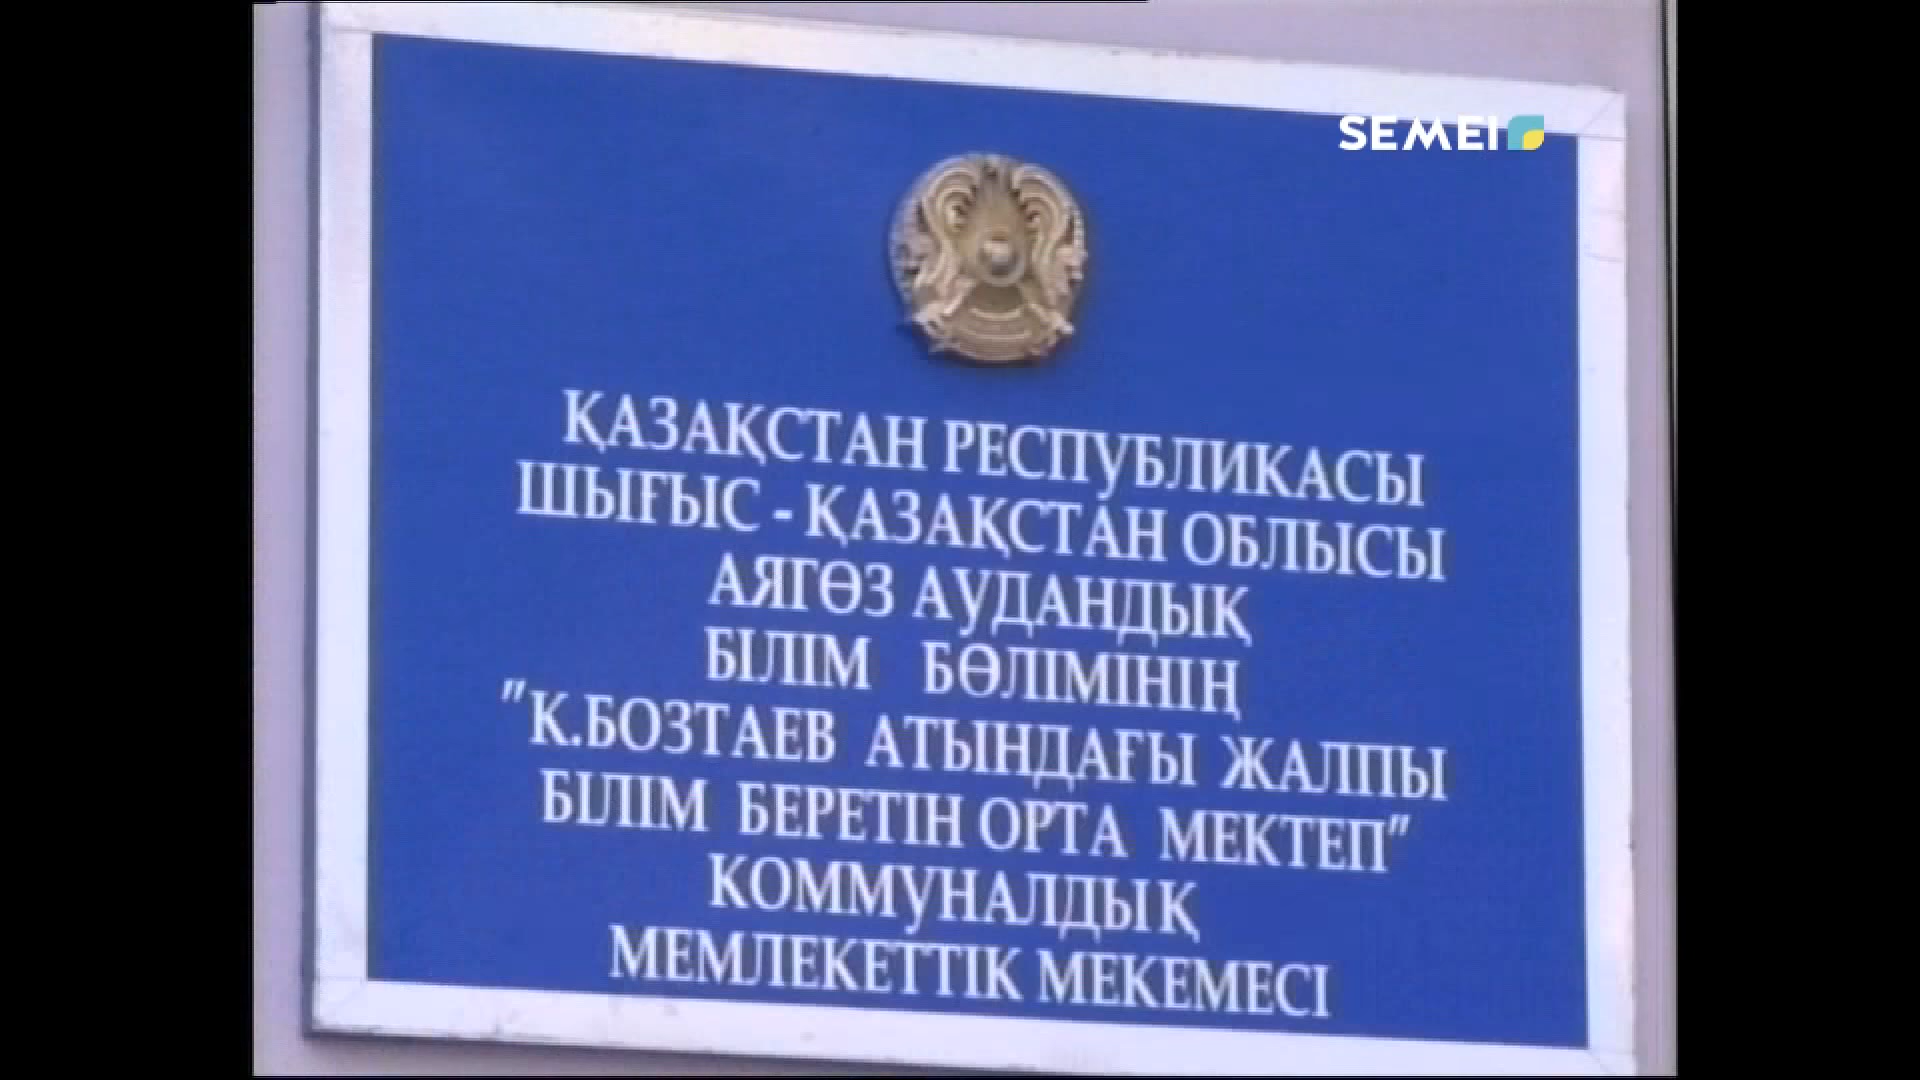 SEMEI
ҚАЗАҚСТАН РЕСПУБЛИКАСЫ
ШЫҒЫС - ҚАЗАҚСТАН ОБЛЫСЫ
АЯГӨЗ АУДАНДЫҚ
БІЛІМ БӨЛІМІНІҢ
"К.БОЗТАЕВ АТЫНДАҒЫ ЖАЛПЫ
БІЛІМ БЕРЕТІН ОРТА МЕКТЕП"
КОММУНАЛДЫҚ
МЕМЛЕКЕТТІК МЕКЕМЕСІ